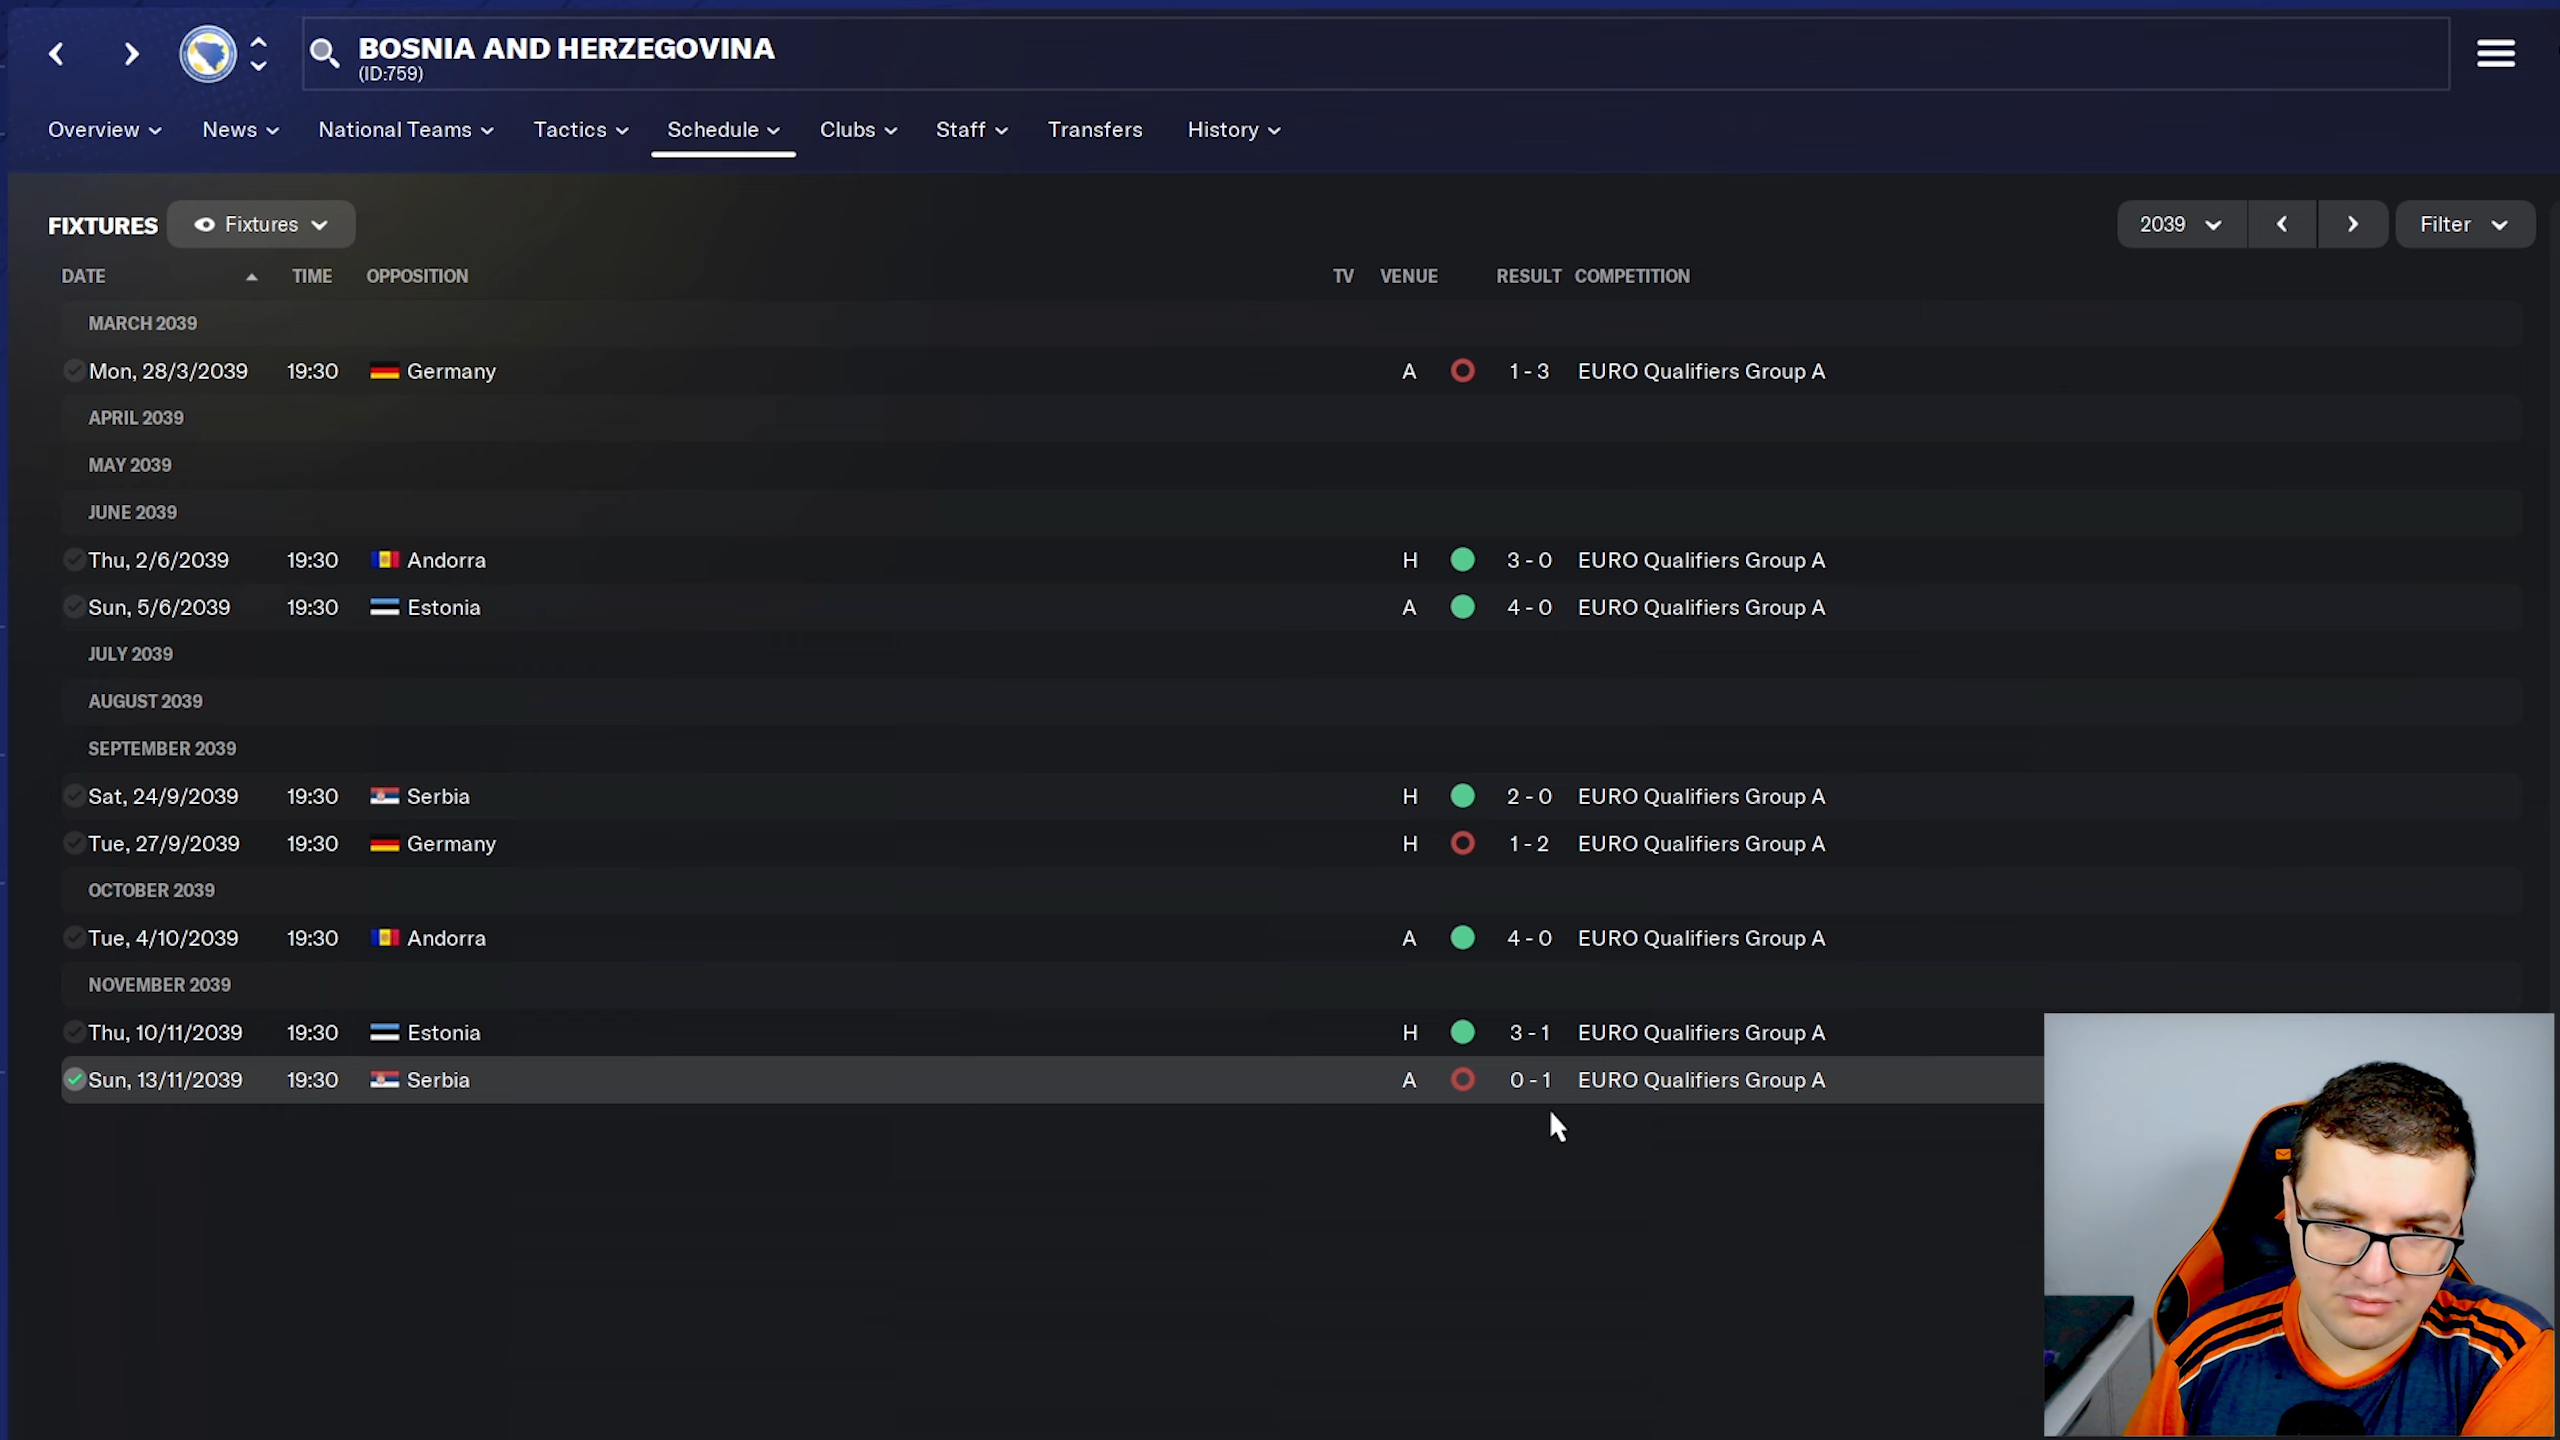 BOSNIA AND HERZEGOVINA
(ID:759)
Overview News National Teams Tactics Schedule Clubs Staff Transfers History
FIXTURES Fixtures 2039 Filter
DATE TIME OPPOSITION TV VENUE RESULT COMPETITION
MARCH 2039
Mon, 28/3/2039 19:30 Germany A 1 - 3 EURO Qualifiers Group A
APRIL 2039
MAY 2039
JUNE 2039
Thu, 2/6/2039 19:30 Andorra H 3 - 0 EURO Qualifiers Group A
Sun, 5/6/2039 19:30 Estonia A 4 - 0 EURO Qualifiers Group A
JULY 2039
AUGUST 2039
SEPTEMBER 2039
Sat, 24/9/2039 19:30 Serbia H 2 - 0 EURO Qualifiers Group A
Tue, 27/9/2039 19:30 Germany H 1 - 2 EURO Qualifiers Group A
OCTOBER 2039
Tue, 4/10/2039 19:30 Andorra A 4 - 0 EURO Qualifiers Group A
NOVEMBER 2039
Thu, 10/11/2039 19:30 Estonia H 3 - 1 EURO Qualifiers Group A
Sun, 13/11/2039 19:30 Serbia A 0 - 1 EURO Qualifiers Group A